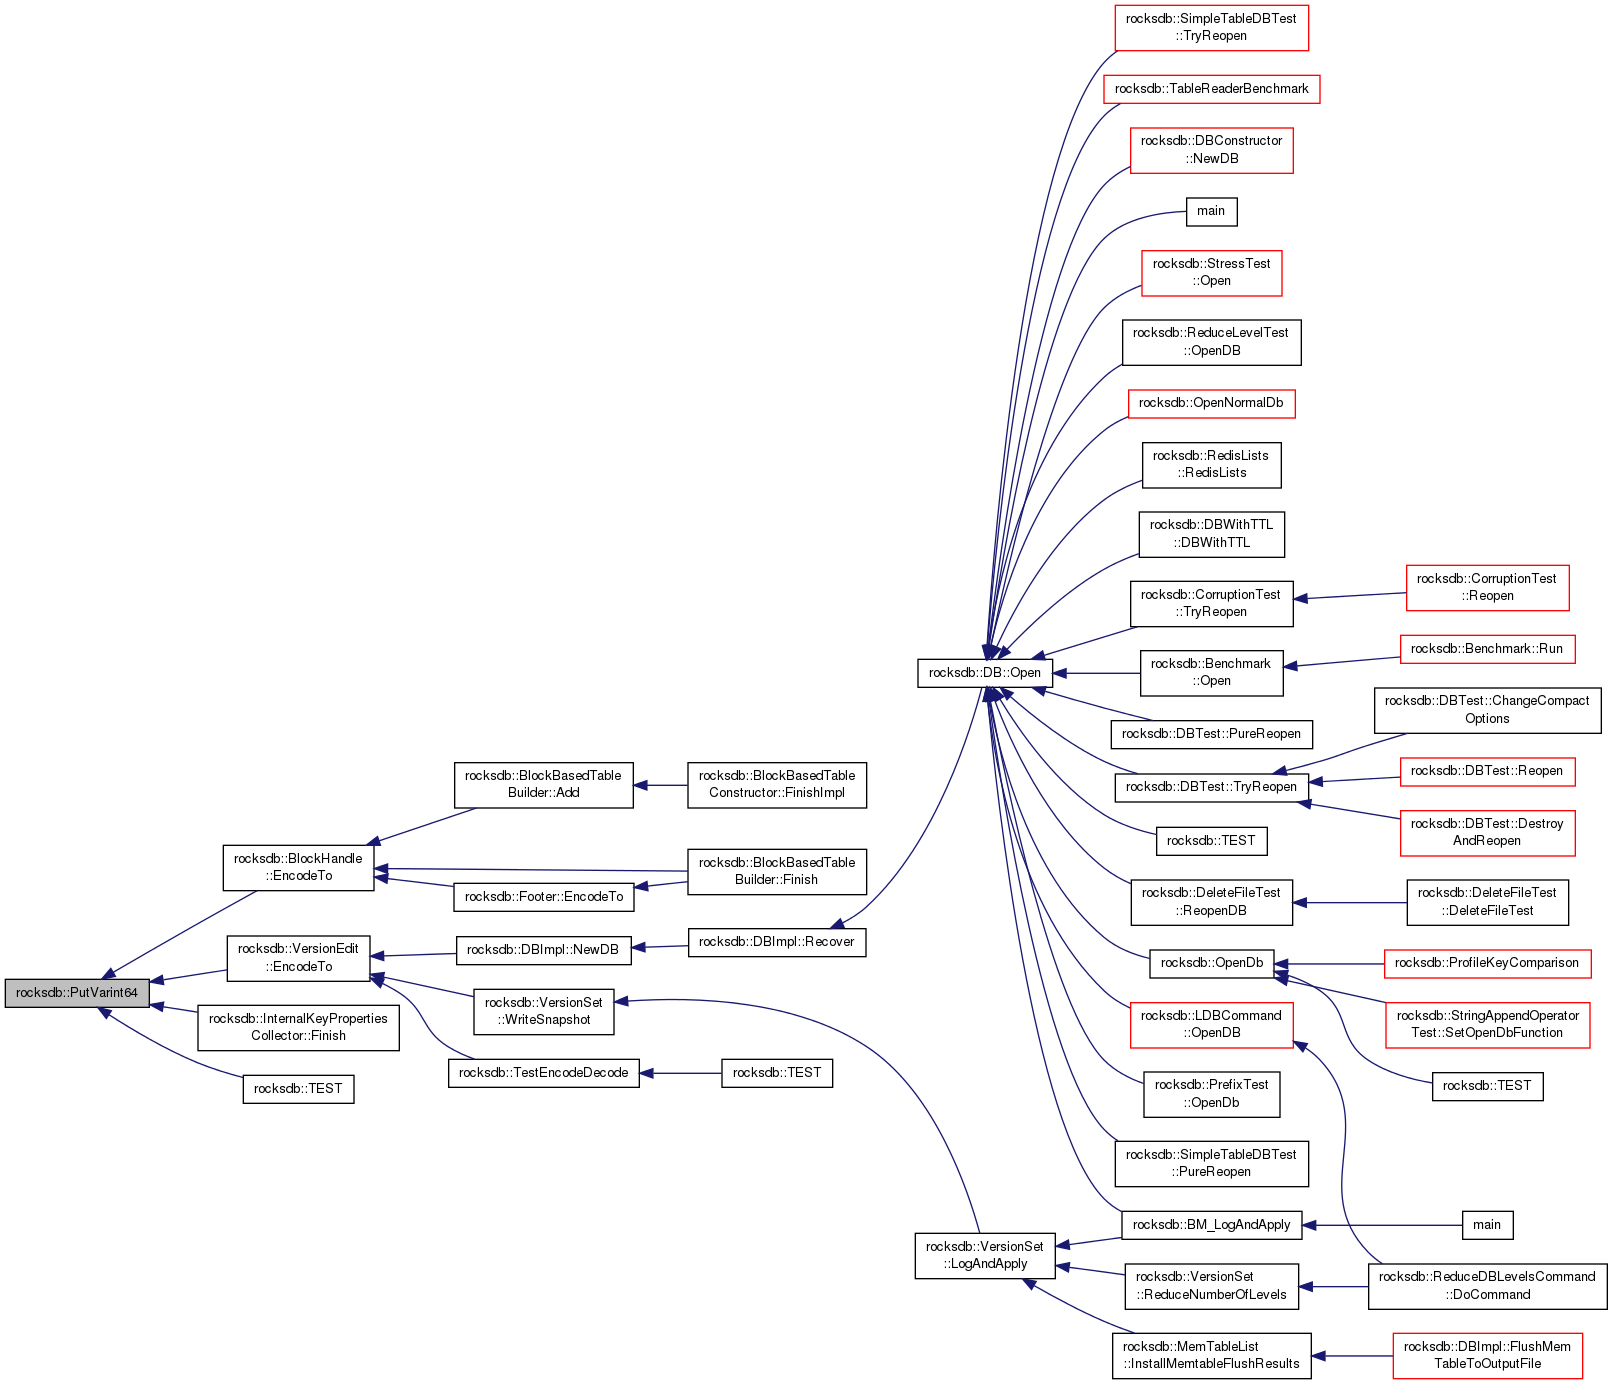 rocksdb::PutVarint64
rocksdb::BlockHandle
::EncodeTo
rocksdb::VersionEdit
::EncodeTo
rocksdb::InternalKeyProperties
Collector::Finish
rocksdb::TEST
rocksdb::BlockBasedTable
Builder::Add
rocksdb::Footer::EncodeTo
rocksdb::DBImpl::NewDB
rocksdb::VersionSet
::WriteSnapshot
rocksdb::TestEncodeDecode
rocksdb::BlockBasedTable
Constructor::FinishImpl
rocksdb::BlockBasedTable
Builder::Finish
rocksdb::DBImpl::Recover
rocksdb::TEST
rocksdb::DB::Open
rocksdb::VersionSet
::LogAndApply
rocksdb::SimpleTableDBTest
::TryReopen
rocksdb::TableReaderBenchmark
rocksdb::DBConstructor
::NewDB
main
rocksdb::StressTest
::Open
rocksdb::ReduceLevelTest
::OpenDB
rocksdb::OpenNormalDb
rocksdb::RedisLists
::RedisLists
rocksdb::DBWithTTL
::DBWithTTL
rocksdb::CorruptionTest
::TryReopen
rocksdb::Benchmark
::Open
rocksdb::DBTest::PureReopen
rocksdb::DBTest::TryReopen
rocksdb::TEST
rocksdb::DeleteFileTest
::ReopenDB
rocksdb::OpenDb
rocksdb::LDBCommand
::OpenDB
rocksdb::PrefixTest
::OpenDb
rocksdb::SimpleTableDBTest
::PureReopen
rocksdb::BM_LogAndApply
rocksdb::VersionSet
::ReduceNumberOfLevels
rocksdb::MemTableList
::InstallMemtableFlushResults
rocksdb::CorruptionTest
::Reopen
rocksdb::Benchmark::Run
rocksdb::DBTest::ChangeCompact
Options
rocksdb::DBTest::Reopen
rocksdb::DBTest::Destroy
AndReopen
rocksdb::DeleteFileTest
::DeleteFileTest
rocksdb::ProfileKeyComparison
rocksdb::StringAppendOperator
Test::SetOpenDbFunction
rocksdb::TEST
main
rocksdb::ReduceDBLevelsCommand
::DoCommand
rocksdb::DBImpl::FlushMem
TableToOutputFile